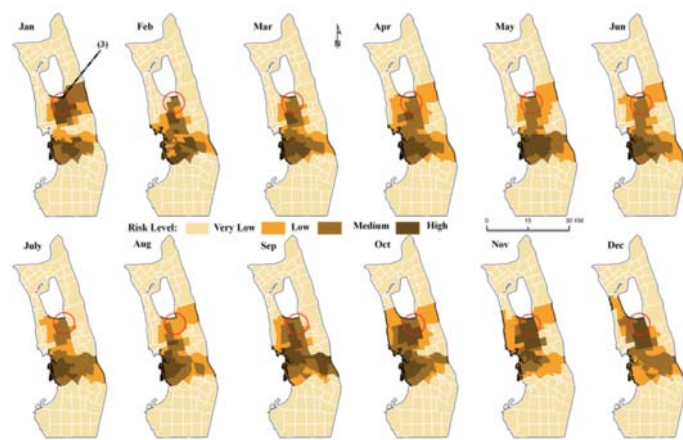 Jan
Feb
Mar
Apr
May
Jun
(3)
N
Risk Level: Very Low Low Medium High
0 15 30 KM
July
Aug
Sep
Oct
Nov
Dec